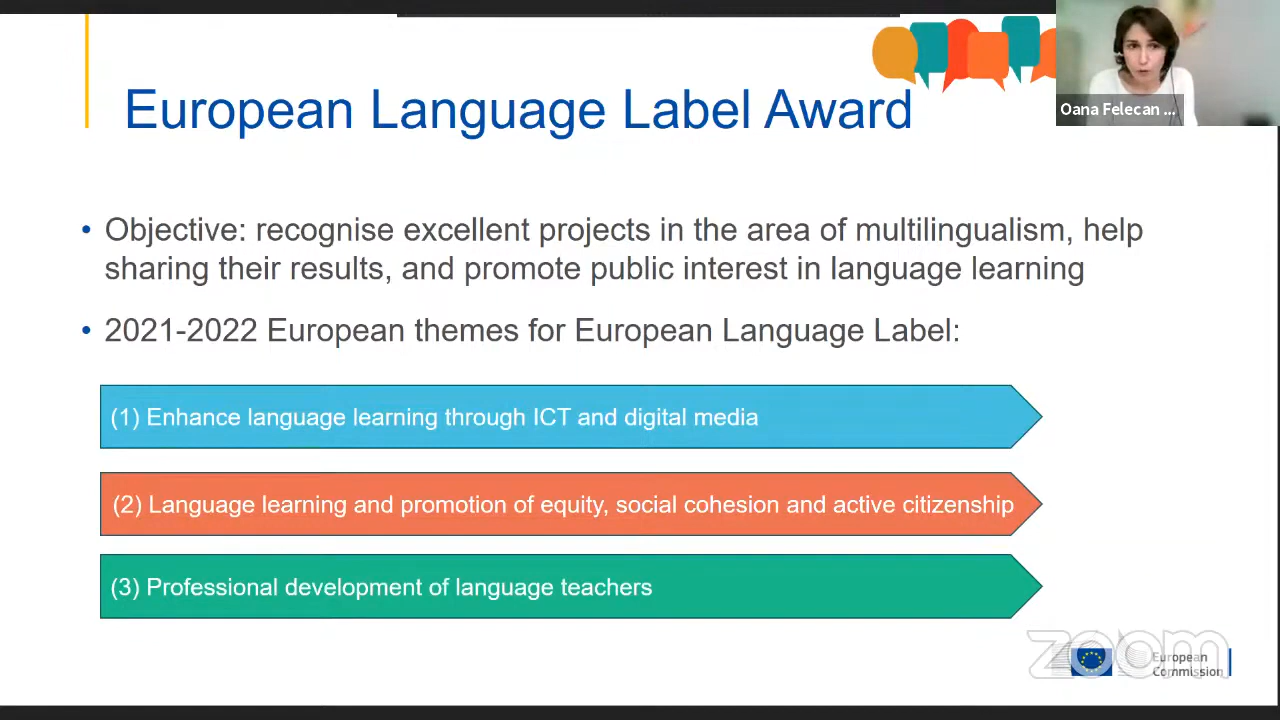 European Language Label Award
Oana Felecan ...
• Objective: recognise excellent projects in the area of multilingualism, help
sharing their results, and promote public interest in language learning
• 2021-2022 European themes for European Language Label:
(1) Enhance language learning through ICT and digital media
(2) Language learning and promotion of equity, social cohesion and active citizenship
(3) Professional development of language teachers
zoom
European
Commission